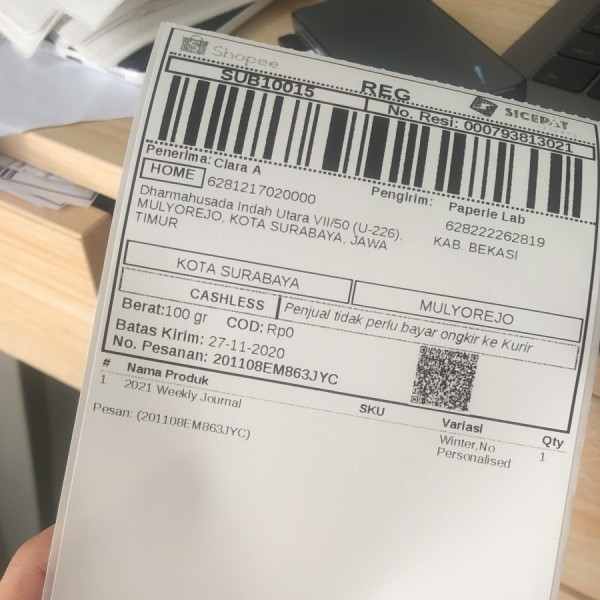 Shopee
REG
SICEPAT
SUB10015
No. Resi: 000793813021
Penerima: Clara A
HOME
6281217020000
Dharmahusada Indah Utara VII/50 (U-226).
MULYOREJO, KOTA SURABAYA, JAWA
TIMUR
Pengirim: Paperie Lab
628222262819
KAB. BEKASI
KOTA SURABAYA
MULYOREJO
CASHLESS
Penjual tidak perlu bayar ongkir ke Kurir
Berat:100 gr COD: Rp0
Batas Kirim: 27-11-2020
No. Pesanan: 201108EM863JYC
# Nama Produk SKU Variasi Qty
1 2021 Weekly Journal Winter,No 1
Personalised
Pesan: (201108EM863JYC)